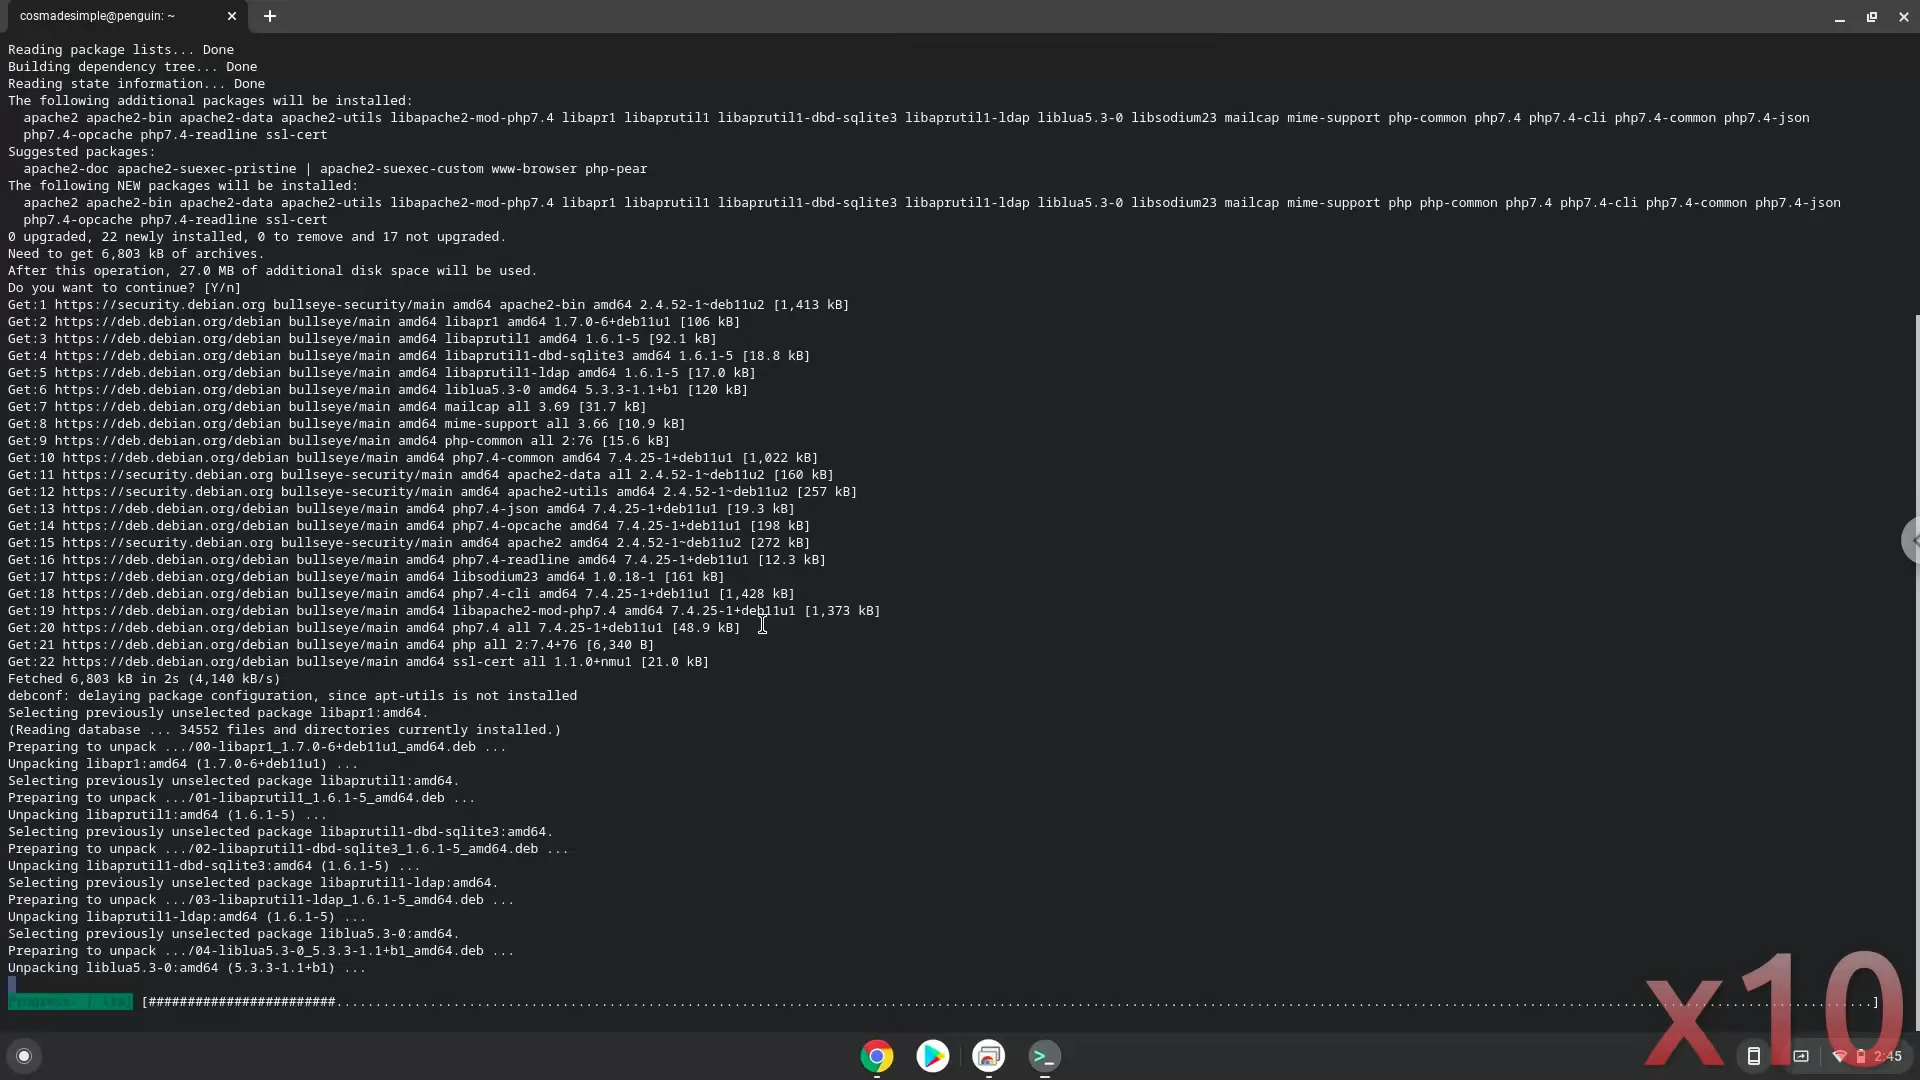 cosmadesimple@penguin: ~
Reading package lists... Done
Building dependency tree... Done
Reading state information... Done
The following additional packages will be installed:
  apache2 apache2-bin apache2-data apache2-utils libapache2-mod-php7.4 libapr1 libaprutil1 libaprutil1-dbd-sqlite3 libaprutil1-ldap liblua5.3-0 libsodium23 mailcap mime-support php-common php7.4 php7.4-cli php7.4-common php7.4-json
  php7.4-opcache php7.4-readline ssl-cert
Suggested packages:
  apache2-doc apache2-suexec-pristine | apache2-suexec-custom www-browser php-pear
The following NEW packages will be installed:
  apache2 apache2-bin apache2-data apache2-utils libapache2-mod-php7.4 libapr1 libaprutil1 libaprutil1-dbd-sqlite3 libaprutil1-ldap liblua5.3-0 libsodium23 mailcap mime-support php php-common php7.4 php7.4-cli php7.4-common php7.4-json
  php7.4-opcache php7.4-readline ssl-cert
0 upgraded, 22 newly installed, 0 to remove and 17 not upgraded.
Need to get 6,803 kB of archives.
After this operation, 27.0 MB of additional disk space will be used.
Do you want to continue? [Y/n]
Get:1 https://security.debian.org bullseye-security/main amd64 apache2-bin amd64 2.4.52-1~deb11u2 [1,413 kB]
Get:2 https://deb.debian.org/debian bullseye/main amd64 libapr1 amd64 1.7.0-6+deb11u1 [106 kB]
Get:3 https://deb.debian.org/debian bullseye/main amd64 libaprutil1 amd64 1.6.1-5 [92.1 kB]
Get:4 https://deb.debian.org/debian bullseye/main amd64 libaprutil1-dbd-sqlite3 amd64 1.6.1-5 [18.8 kB]
Get:5 https://deb.debian.org/debian bullseye/main amd64 libaprutil1-ldap amd64 1.6.1-5 [17.0 kB]
Get:6 https://deb.debian.org/debian bullseye/main amd64 liblua5.3-0 amd64 5.3.3-1.1+b1 [120 kB]
Get:7 https://deb.debian.org/debian bullseye/main amd64 mailcap all 3.69 [31.7 kB]
Get:8 https://deb.debian.org/debian bullseye/main amd64 mime-support all 3.66 [10.9 kB]
Get:9 https://deb.debian.org/debian bullseye/main amd64 php-common all 2:76 [15.6 kB]
Get:10 https://deb.debian.org/debian bullseye/main amd64 php7.4-common amd64 7.4.25-1+deb11u1 [1,022 kB]
Get:11 https://security.debian.org bullseye-security/main amd64 apache2-data all 2.4.52-1~deb11u2 [160 kB]
Get:12 https://security.debian.org bullseye-security/main amd64 apache2-utils amd64 2.4.52-1~deb11u2 [257 kB]
Get:13 https://deb.debian.org/debian bullseye/main amd64 php7.4-json amd64 7.4.25-1+deb11u1 [19.3 kB]
Get:14 https://deb.debian.org/debian bullseye/main amd64 php7.4-opcache amd64 7.4.25-1+deb11u1 [198 kB]
Get:15 https://security.debian.org bullseye-security/main amd64 apache2 amd64 2.4.52-1~deb11u2 [272 kB]
Get:16 https://deb.debian.org/debian bullseye/main amd64 php7.4-readline amd64 7.4.25-1+deb11u1 [12.3 kB]
Get:17 https://deb.debian.org/debian bullseye/main amd64 libsodium23 amd64 1.0.18-1 [161 kB]
Get:18 https://deb.debian.org/debian bullseye/main amd64 php7.4-cli amd64 7.4.25-1+deb11u1 [1,428 kB]
Get:19 https://deb.debian.org/debian bullseye/main amd64 libapache2-mod-php7.4 amd64 7.4.25-1+deb11u1 [1,373 kB]
Get:20 https://deb.debian.org/debian bullseye/main amd64 php7.4 all 7.4.25-1+deb11u1 [48.9 kB]
Get:21 https://deb.debian.org/debian bullseye/main amd64 php all 2:7.4+76 [6,340 B]
Get:22 https://deb.debian.org/debian bullseye/main amd64 ssl-cert all 1.1.0+nmu1 [21.0 kB]
Fetched 6,803 kB in 2s (4,140 kB/s)
debconf: delaying package configuration, since apt-utils is not installed
Selecting previously unselected package libapr1:amd64.
(Reading database ... 34552 files and directories currently installed.)
Preparing to unpack .../00-libapr1_1.7.0-6+deb11u1_amd64.deb ...
Unpacking libapr1:amd64 (1.7.0-6+deb11u1) ...
Selecting previously unselected package libaprutil1:amd64.
Preparing to unpack .../01-libaprutil1_1.6.1-5_amd64.deb ...
Unpacking libaprutil1:amd64 (1.6.1-5) ...
Selecting previously unselected package libaprutil1-dbd-sqlite3:amd64.
Preparing to unpack .../02-libaprutil1-dbd-sqlite3_1.6.1-5_amd64.deb ...
Unpacking libaprutil1-dbd-sqlite3:amd64 (1.6.1-5) ...
Selecting previously unselected package libaprutil1-ldap:amd64.
Preparing to unpack .../03-libaprutil1-ldap_1.6.1-5_amd64.deb ...
Unpacking libaprutil1-ldap:amd64 (1.6.1-5) ...
Selecting previously unselected package liblua5.3-0:amd64.
Preparing to unpack .../04-liblua5.3-0_5.3.3-1.1+b1_amd64.deb ...
Unpacking liblua5.3-0:amd64 (5.3.3-1.1+b1) ...
x10
2:45